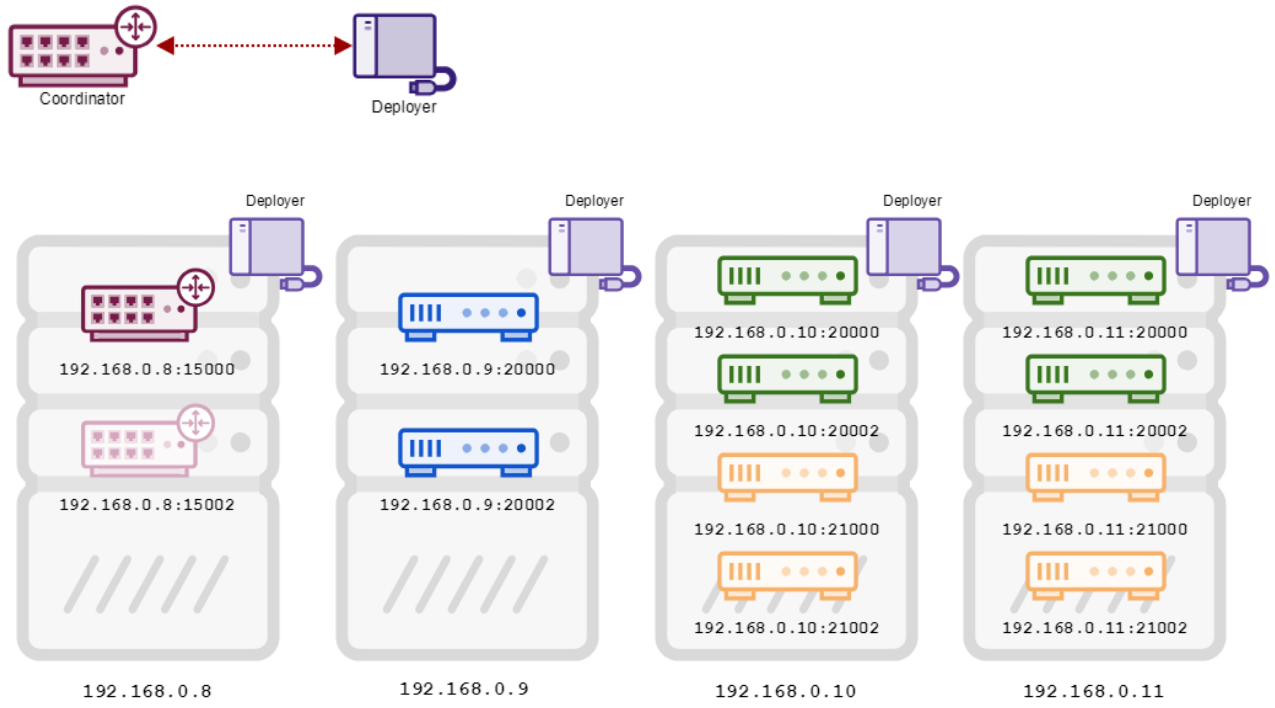 Coordinator
Deployer
Deployer
Deployer
Deployer
Deployer
192.168.0.8:15000
192.168.0.8:15002
192.168.0.8
192.168.0.9:20000
192.168.0.9:20002
192.168.0.9
192.168.0.10:20000
192.168.0.10:20002
192.168.0.10:21000
192.168.0.10:21002
192.168.0.10
192.168.0.11:20000
192.168.0.11:20002
192.168.0.11:21000
192.168.0.11:21002
192.168.0.11